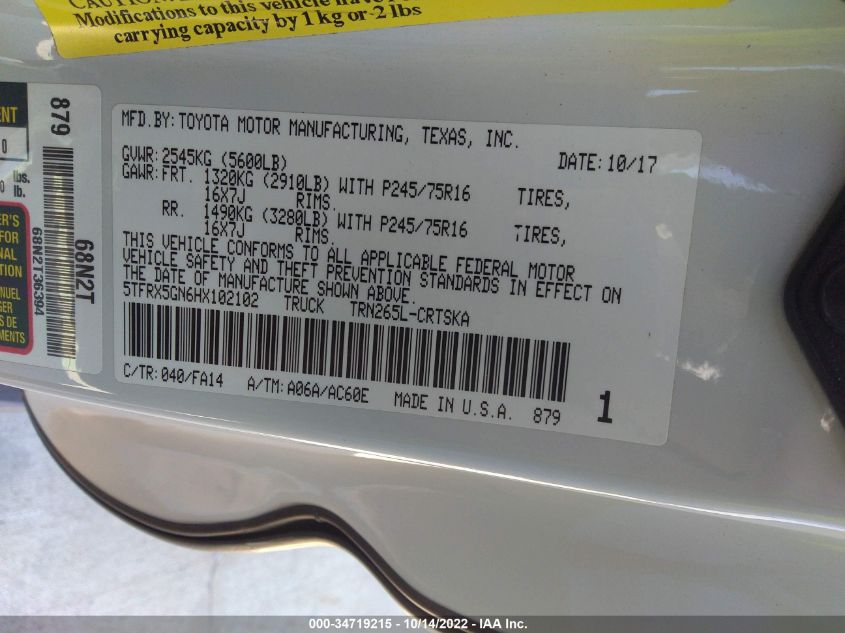 Modifications to this vehicle have
carrying capacity by 1 kg or 2 lbs
879
68N2T
68N2T36394
MFD.BY: TOYOTA MOTOR MANUFACTURING, TEXAS, INC.
DATE: 10/17
GVWR: 2545KG (5600LB)
GAWR: FRT. 1320KG (2910LB) WITH P245/75R16 TIRES,
16X7J RIMS.
RR. 1490KG (3280LB) WITH P245/75R16 TIRES,
16X7J RIMS.
THIS VEHICLE CONFORMS TO ALL APPLICABLE FEDERAL MOTOR
VEHICLE SAFETY AND THEFT PREVENTION STANDARDS IN EFFECT ON
THE DATE OF MANUFACTURE SHOWN ABOVE.
5TFRX5GN6HX102102 TRUCK TRN265L-CRTSKA
C/TR: 040/FA14 A/TM: A06A/AC60E MADE IN U.S.A. 879 1
000-34719215 - 10/14/2022 - IAA Inc.